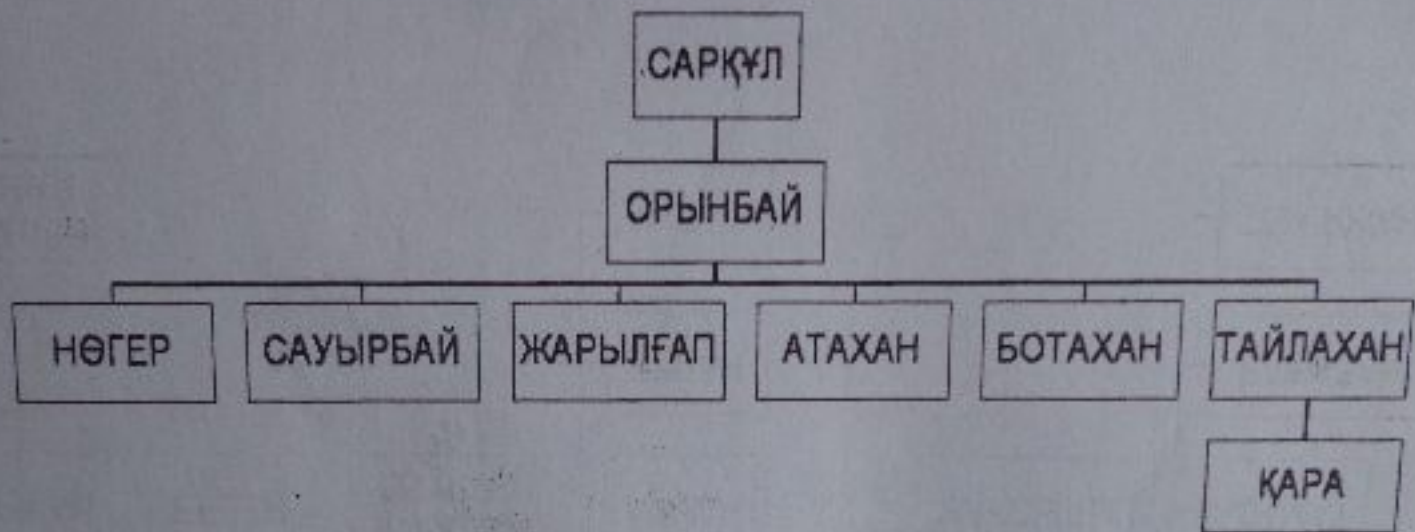 САРҚҰЛ
ОРЫНБАЙ
НӨГЕР САУЫРБАЙ ЖАРЫЛҒАП АТАХАН БОТАХАН ТАЙЛАХАН
ҚАРА